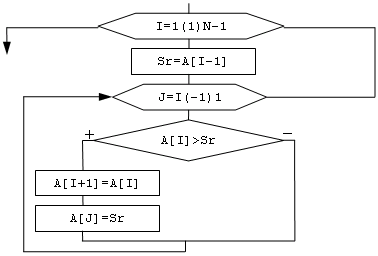 I=1(1)N-1
Sr=A[I-1]
J=I(-1)1
+
A[I]>Sr
-
A[I+1]=A[I]
A[J]=Sr